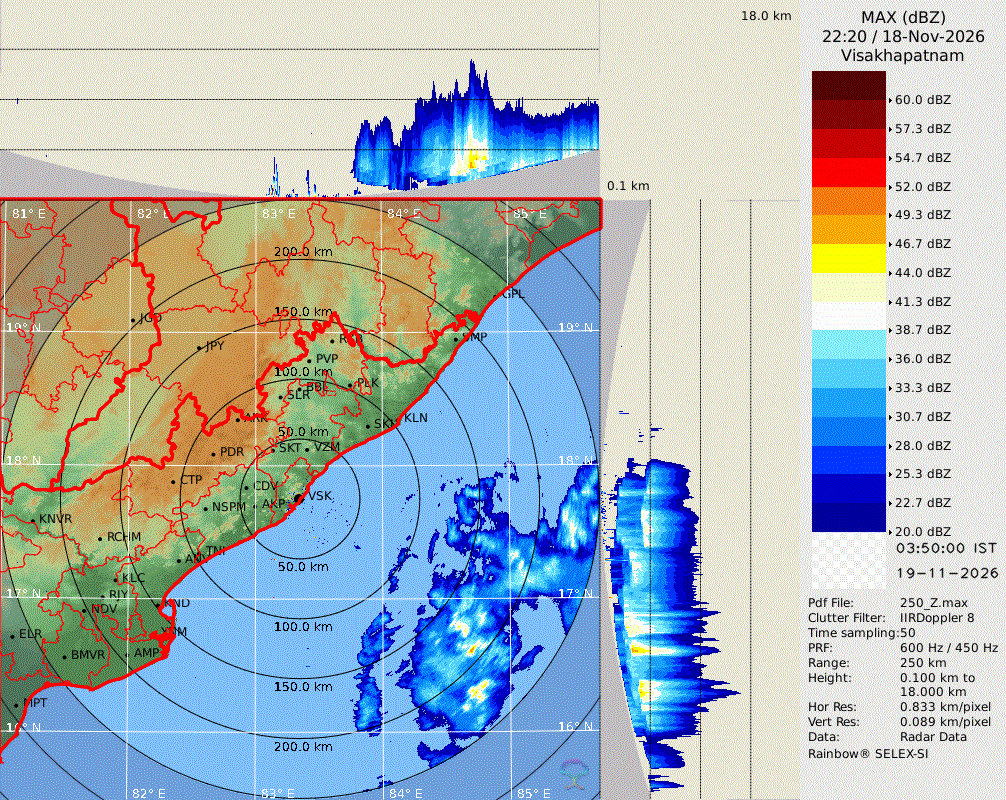 18.0 km
MAX (dBZ)
22:20 / 18-Nov-2026
Visakhapatnam
60.0 dBZ
57.3 dBZ
54.7 dBZ
52.0 dBZ
49.3 dBZ
46.7 dBZ
44.0 dBZ
41.3 dBZ
38.7 dBZ
36.0 dBZ
33.3 dBZ
30.7 dBZ
28.0 dBZ
25.3 dBZ
22.7 dBZ
20.0 dBZ
0.1 km
81° E 82° E 83° E 84° E 85° E
200.0 km
GPL
150.0 km
JGD
19° N 19° N
SMP
JPY
PVP
100.0 km
BBL PLK
SLR
KLN
50.0 km
SKT VZM
PDR
18° N 18° N
CTP
CDV
VSK
NSPM AKP
KNVR
RCHM
TNI
50.0 km
KLC
RIY
17° N 17° N
NDV KND
100.0 km
ELR
BMVR AMP
150.0 km
16° N 16° N
200.0 km
82° E 83° E 84° E 85° E
03:50:00 IST
19-11-2026
Pdf File: 250_Z.max
Clutter Filter: IIRDoppler 8
Time sampling:50
PRF: 600 Hz / 450 Hz
Range: 250 km
Height: 0.100 km to
18.000 km
Hor Res: 0.833 km/pixel
Vert Res: 0.089 km/pixel
Data: Radar Data
Rainbow® SELEX-SI